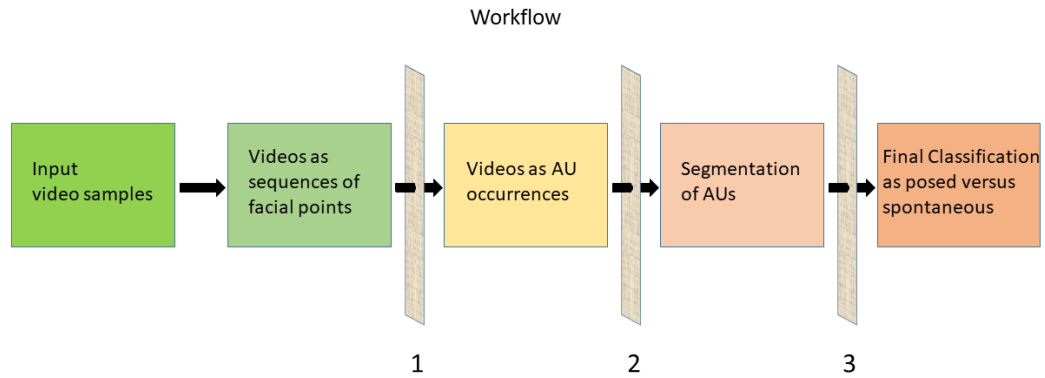 Workflow
Input
video samples
Videos as
sequences of
facial points
Videos as AU
occurrences
Segmentation
of AUs
Final Classification
as posed versus
spontaneous
1
2
3